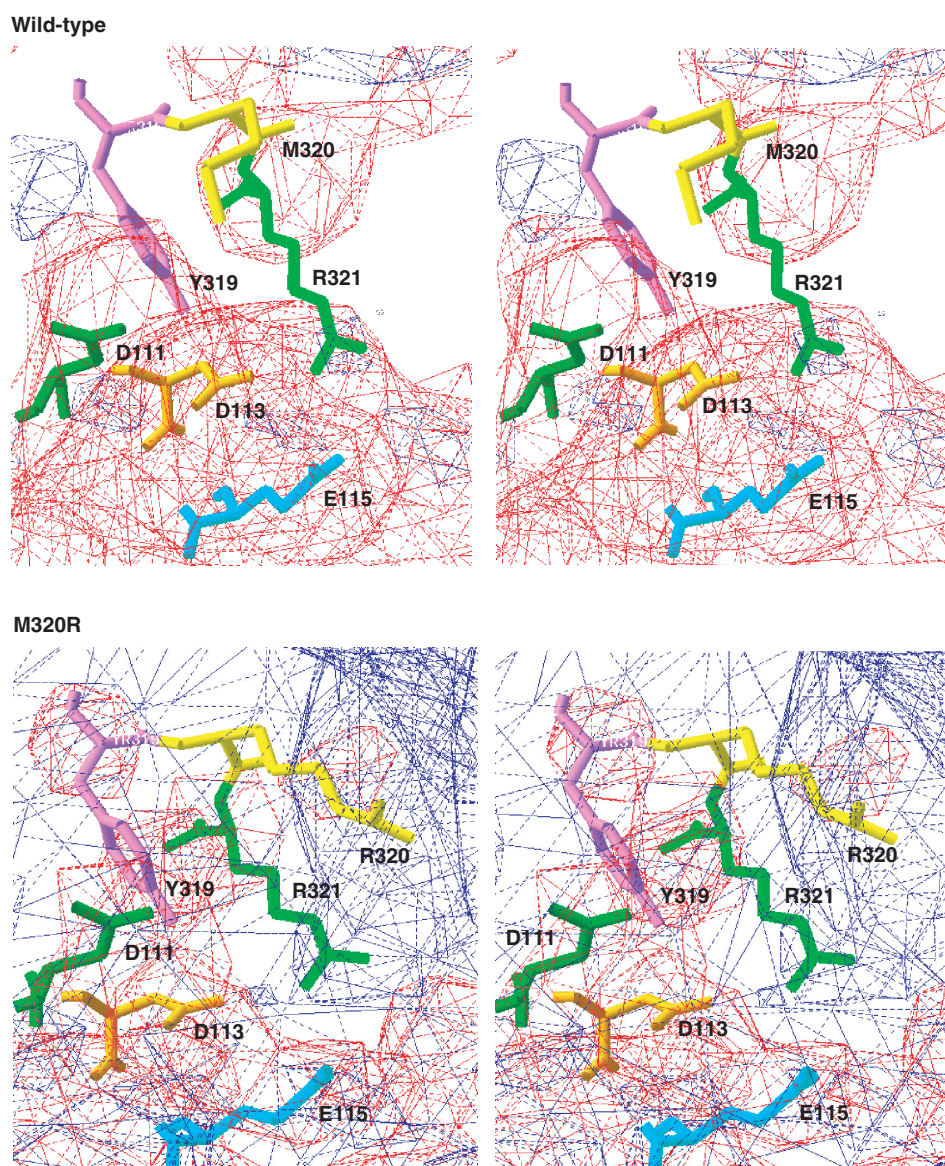 Wild-type
M320 M320
Y319 R321 Y319 R321
D111 D111
D113 D113
E115 E115
M320R
R320 R320
Y319 R321 Y319 R321
D111 D111
D113 D113
E115 E115